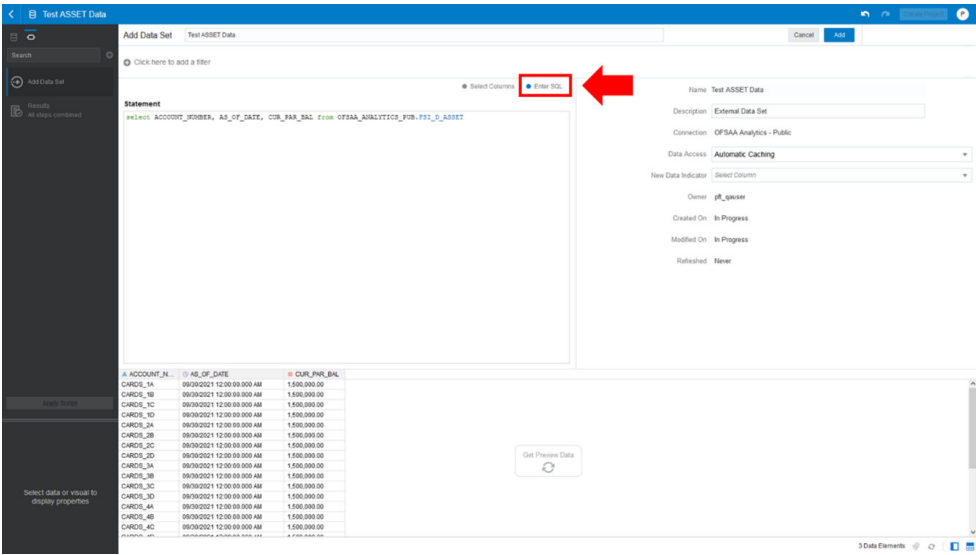 Test ASSET Data
Create Project
P
Search
Add Data Set
Results
All steps combined
Apply Script
Select data or visual to
display properties
Add Data Set Test ASSET Data
Cancel Add
Click here to add a filter
Select Columns Enter SQL
Statement
select ACCOUNT_NUMBER, AS_OF_DATE, CUR_PAR_BAL from OFSAA_ANALYTICS_PUB.FSI_D_ASSET
Name Test ASSET Data
Description External Data Set
Connection OFSAA Analytics - Public
Data Access Automatic Caching
New Data Indicator Select Column
Owner pft_qauser
Created On In Progress
Modified On In Progress
Refreshed Never
A ACCOUNT_N... AS_OF_DATE CUR_PAR_BAL
CARDS_1A 09/30/2021 12:00:00.000 AM 1,500,000.00
CARDS_1B 09/30/2021 12:00:00.000 AM 1,500,000.00
CARDS_1C 09/30/2021 12:00:00.000 AM 1,500,000.00
CARDS_1D 09/30/2021 12:00:00.000 AM 1,500,000.00
CARDS_2A 09/30/2021 12:00:00.000 AM 1,500,000.00
CARDS_2B 09/30/2021 12:00:00.000 AM 1,500,000.00
CARDS_2C 09/30/2021 12:00:00.000 AM 1,500,000.00
CARDS_2D 09/30/2021 12:00:00.000 AM 1,500,000.00
CARDS_3A 09/30/2021 12:00:00.000 AM 1,500,000.00
CARDS_3B 09/30/2021 12:00:00.000 AM 1,500,000.00
CARDS_3C 09/30/2021 12:00:00.000 AM 1,500,000.00
CARDS_3D 09/30/2021 12:00:00.000 AM 1,500,000.00
CARDS_4A 09/30/2021 12:00:00.000 AM 1,500,000.00
CARDS_4B 09/30/2021 12:00:00.000 AM 1,500,000.00
CARDS_4C 09/30/2021 12:00:00.000 AM 1,500,000.00
Get Preview Data
3 Data Elements